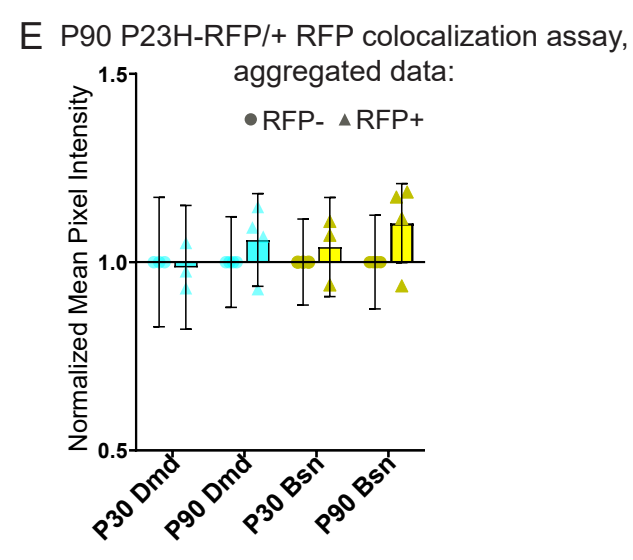 E P90 P23H-RFP/+ RFP colocalization assay,
aggregated data:
RFP- RFP+
Normalized Mean Pixel Intensity
1.5
1.0
0.5
P30 Dmd
P90 Dmd
P30 Bsn
P90 Bsn